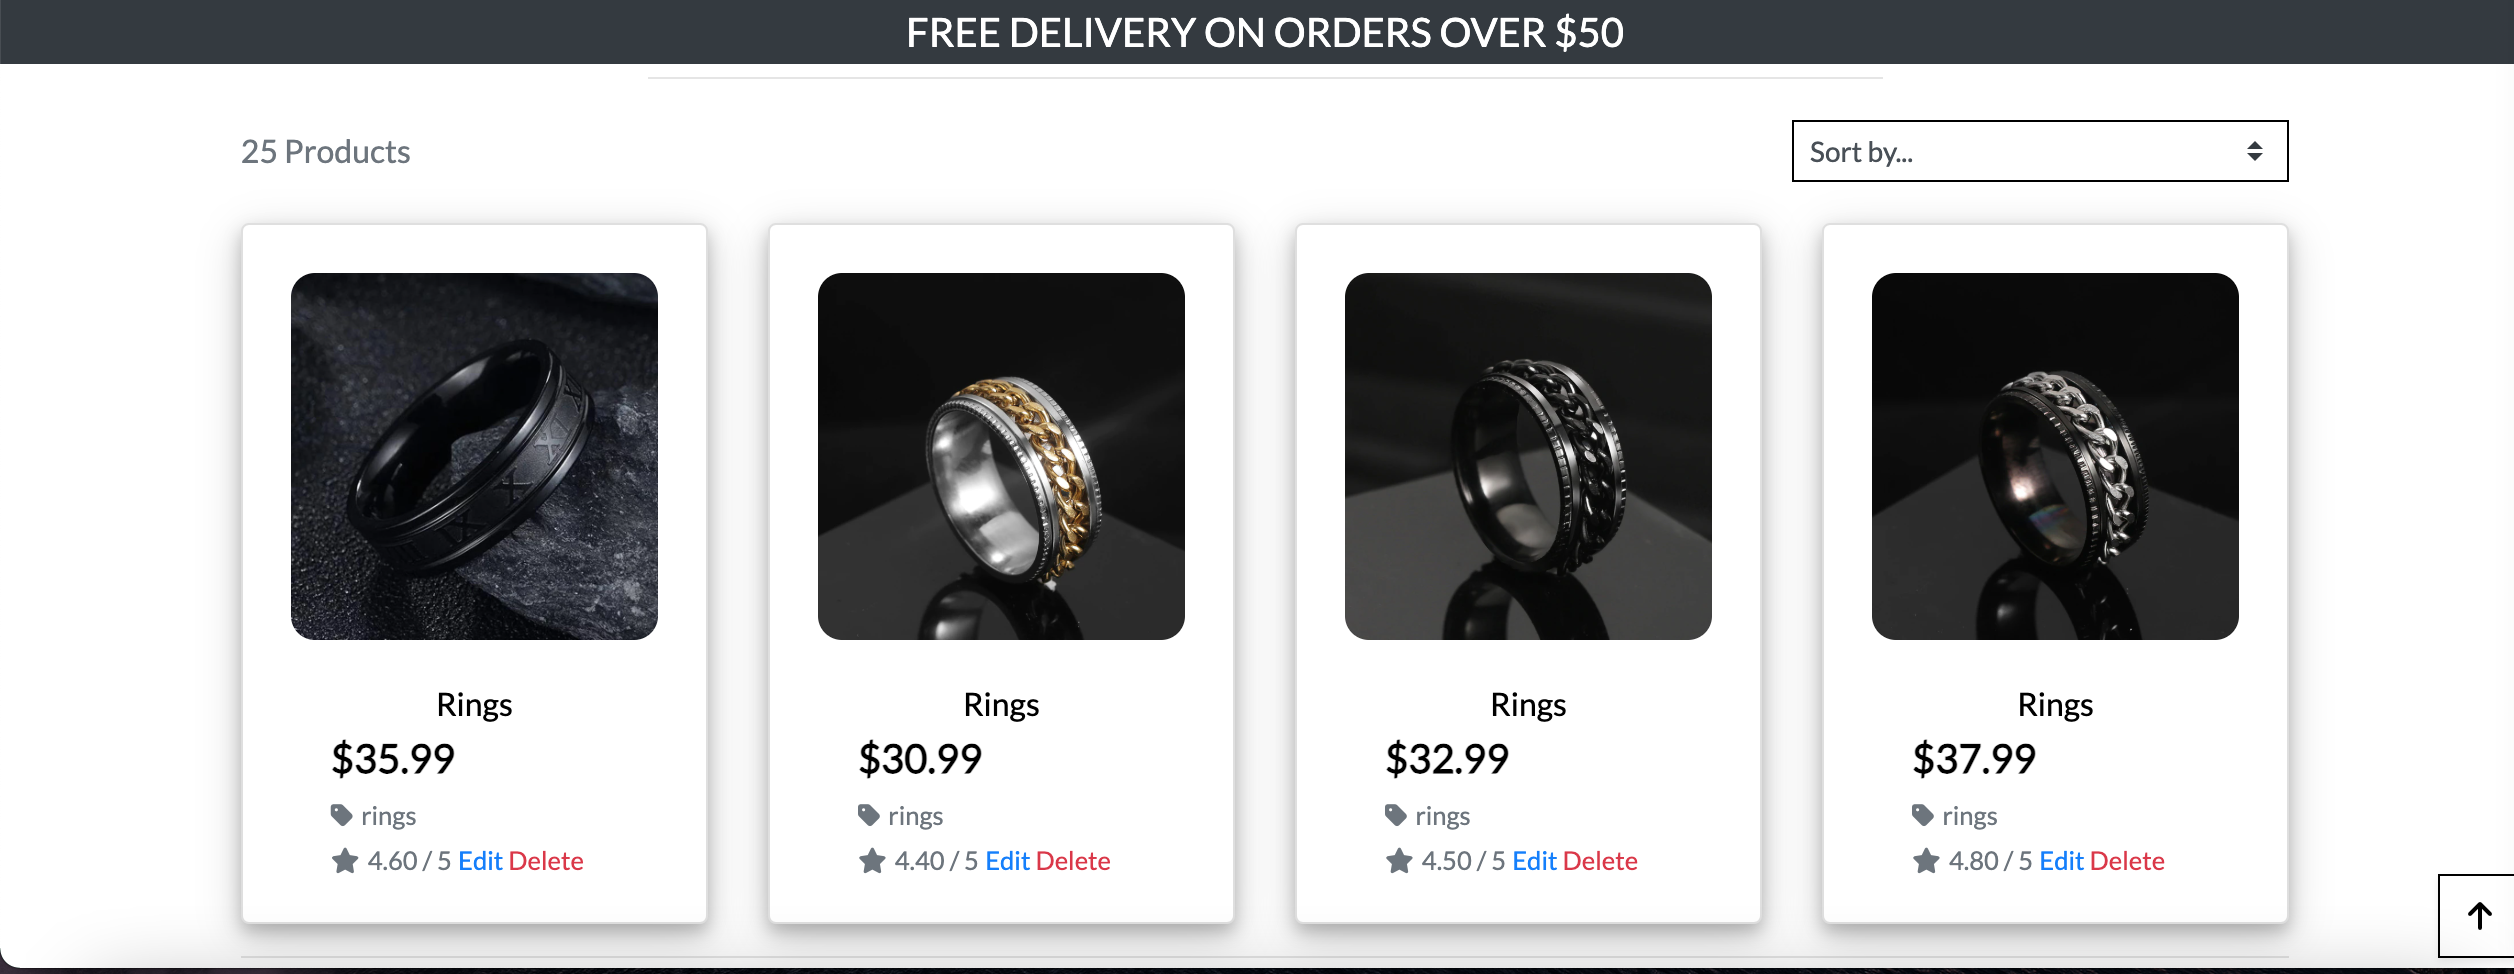 FREE DELIVERY ON ORDERS OVER $50
25 Products
Sort by...
Rings
$35.99
rings
4.60 / 5 Edit Delete
Rings
$30.99
rings
4.40 / 5 Edit Delete
Rings
$32.99
rings
4.50 / 5 Edit Delete
Rings
$37.99
rings
4.80 / 5 Edit Delete